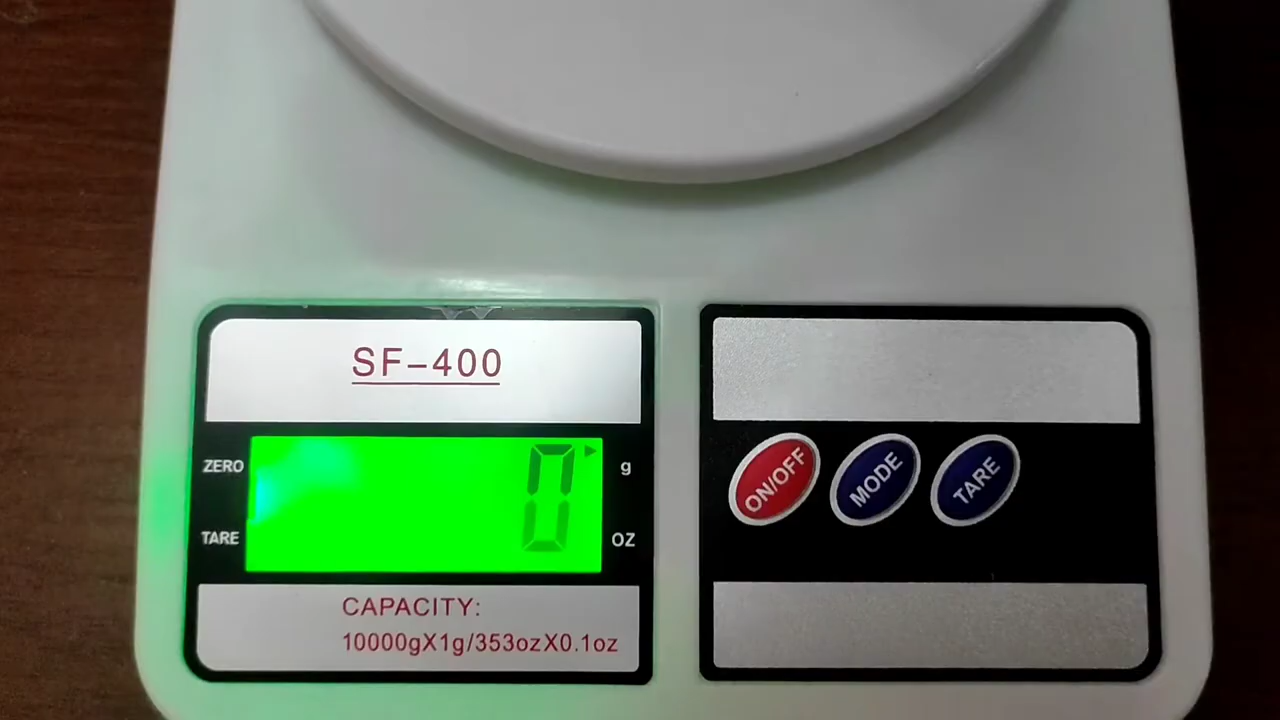 SF-400
ZERO
0
g
TARE
OZ
CAPACITY:
10000gX1g/353ozX0.1oz
ON/OFF
MODE
TARE